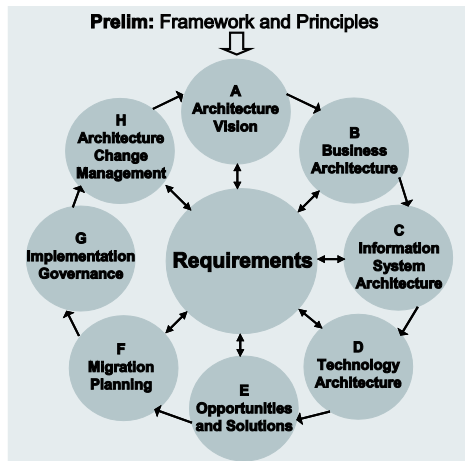 Prelim: Framework and Principles
A
Architecture
Vision
B
Business
Architecture
C
Information
System
Architecture
D
Technology
Architecture
E
Opportunities
and Solutions
F
Migration
Planning
G
Implementation
Governance
H
Architecture
Change
Management
Requirements